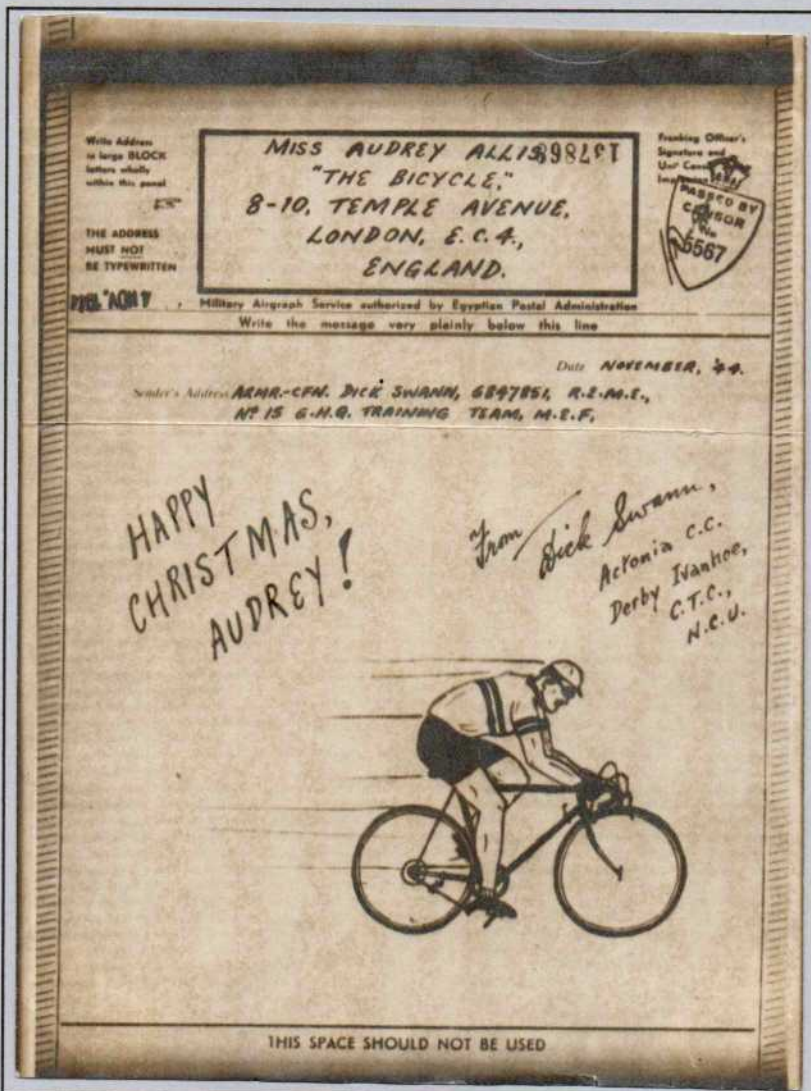 Write Address
in large BLOCK
letters wholly
within this panel
THE ADDRESS
MUST NOT
BE TYPEWRITTEN
MISS AUDREY ALLIS 137866
"THE BICYCLE,"
8-10, TEMPLE AVENUE,
LONDON, E.C.4.,
ENGLAND.
Franking Officer's
Signature and
Unit
PASSED BY
CENSOR
No
5567
Military Airgraph Service authorized by Egyptian Postal Administration
Write the message very plainly below this line
Date NOVEMBER, '44.
Sender's Address ARMR.-CFN. DICK SWANN, 6847851, R.E.M.E.,
Nº 15 G.H.Q. TRAINING TEAM, M.E.F,
HAPPY
CHRISTMAS,
AUDREY!
From Dick Swann,
Actonia C.C.
Derby Ivanhoe,
C.T.C.,
N.C.U.
THIS SPACE SHOULD NOT BE USED